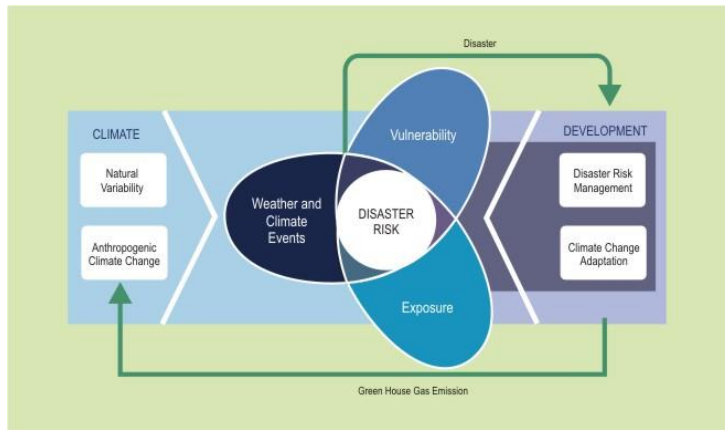 Disaster
CLIMATE
Natural
Variability
Anthropogenic
Climate Change
Weather and
Climate
Events
Vulnerability
DISASTER
RISK
Exposure
DEVELOPMENT
Disaster Risk
Management
Climate Change
Adaptation
Green House Gas Emission